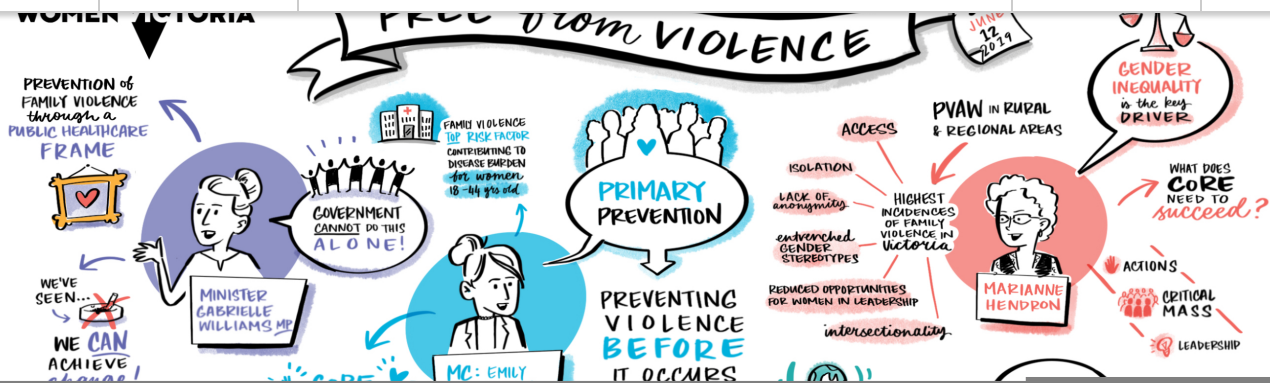 WOMEN VICTORIA
FREE from VIOLENCE
JUNE
12
2019
PREVENTION of
FAMILY VIOLENCE
through a
PUBLIC HEALTHCARE
FRAME
GOVERNMENT
CANNOT DO THIS
ALONE!
MINISTER
GABRIELLE
WILLIAMS MP
WE'VE
SEEN...
WE CAN
ACHIEVE
change!
FAMILY VIOLENCE
TOP RISK FACTOR
CONTRIBUTING TO
DISEASE BURDEN
for women
18-44 yrs old
PRIMARY
PREVENTION
PREVENTING
VIOLENCE
BEFORE
IT OCCURS
MC: EMILY
CORE
PVAW IN RURAL
& REGIONAL AREAS
HIGHEST
INCIDENCES
OF FAMILY
VIOLENCE IN
Victoria
ACCESS
ISOLATION
LACK OF
anonymity
entrenched
GENDER
STEREOTYPES
REDUCED OPPORTUNITIES
FOR WOMEN IN LEADERSHIP
intersectionality
MARIANNE
HENDRON
GENDER
INEQUALITY
is the key
DRIVER
WHAT DOES
CORE
NEED TO
succeed?
ACTIONS
CRITICAL
MASS
LEADERSHIP